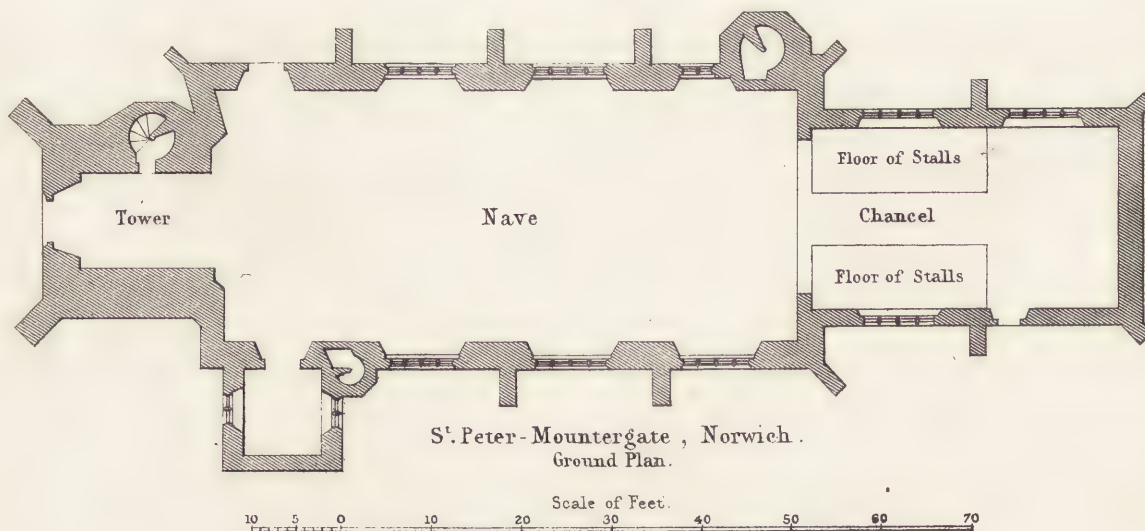 Floor of Stalls
Tower
Nave
Chancel
Floor of Stalls
St. Peter-Mountergate, Norwich.
Ground Plan.
Scale of Feet.
10 5 0 10 20 30 40 50 60 70